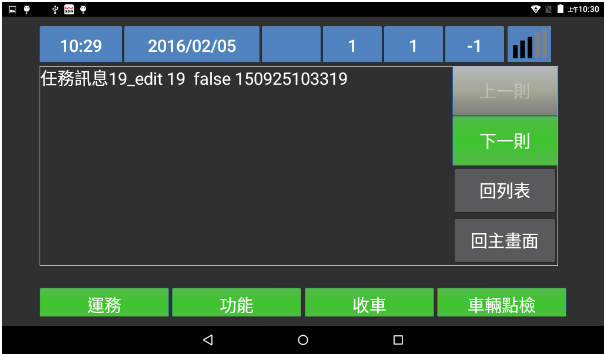 上午10:30
10:29 2016/02/05 1 1 -1
任務訊息19_edit 19 false 150925103319
上一則
下一則
回列表
回主畫面
運務 功能 收車 車輛點檢